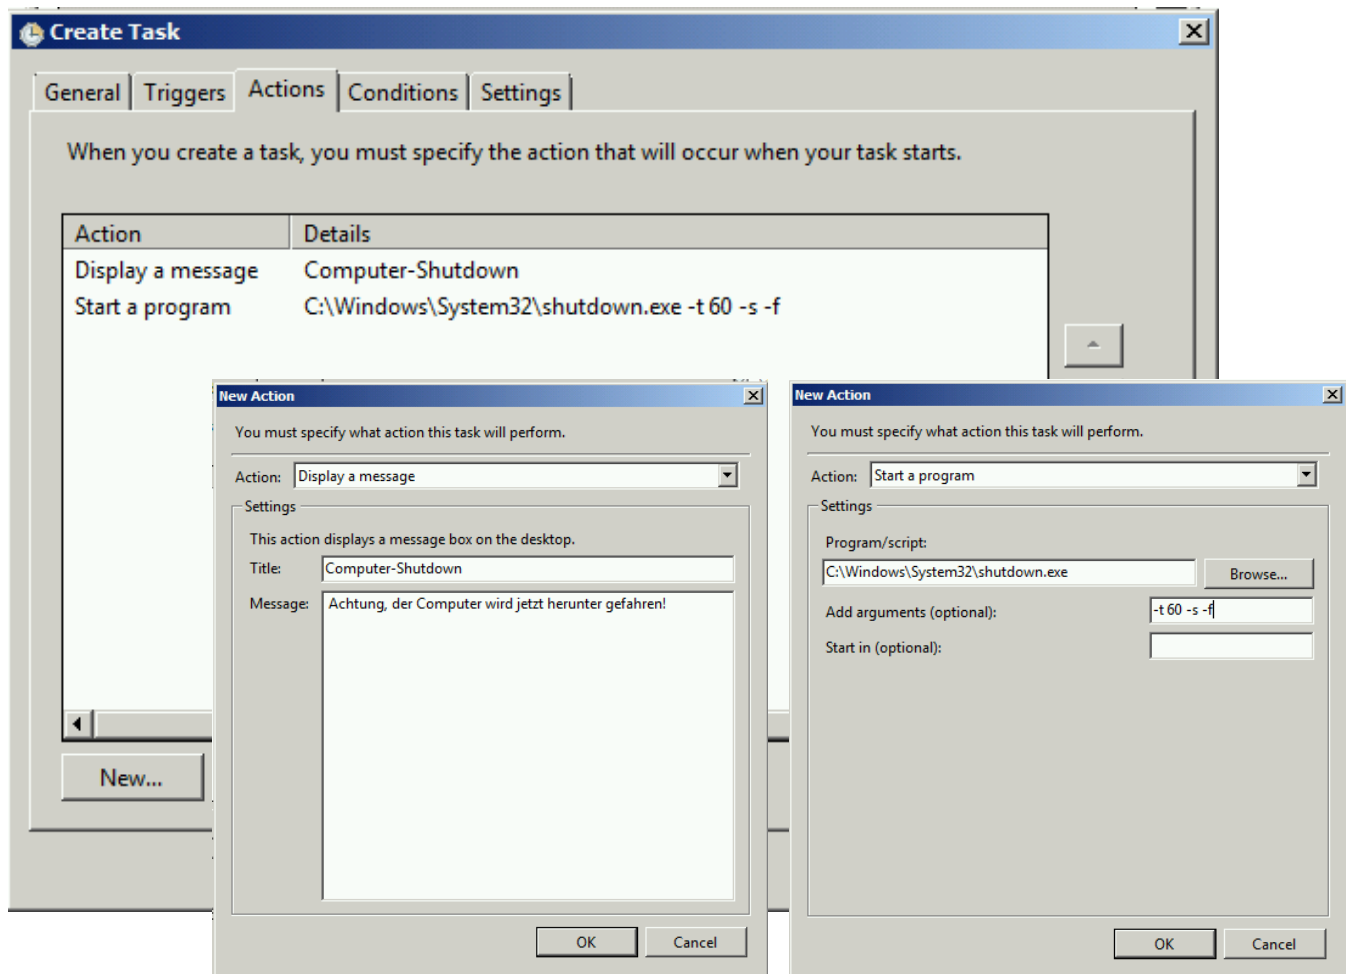 Create Task
General Triggers Actions Conditions Settings
When you create a task, you must specify the action that will occur when your task starts.
Action Details
Display a message Computer-Shutdown
Start a program C:\Windows\System32\shutdown.exe -t 60 -s -f
New...
New Action
You must specify what action this task will perform.
Action: Display a message
Settings
This action displays a message box on the desktop.
Title: Computer-Shutdown
Message: Achtung, der Computer wird jetzt herunter gefahren!
OK Cancel
New Action
You must specify what action this task will perform.
Action: Start a program
Settings
Program/script:
C:\Windows\System32\shutdown.exe Browse...
Add arguments (optional): -t 60 -s -f
Start in (optional):
OK Cancel